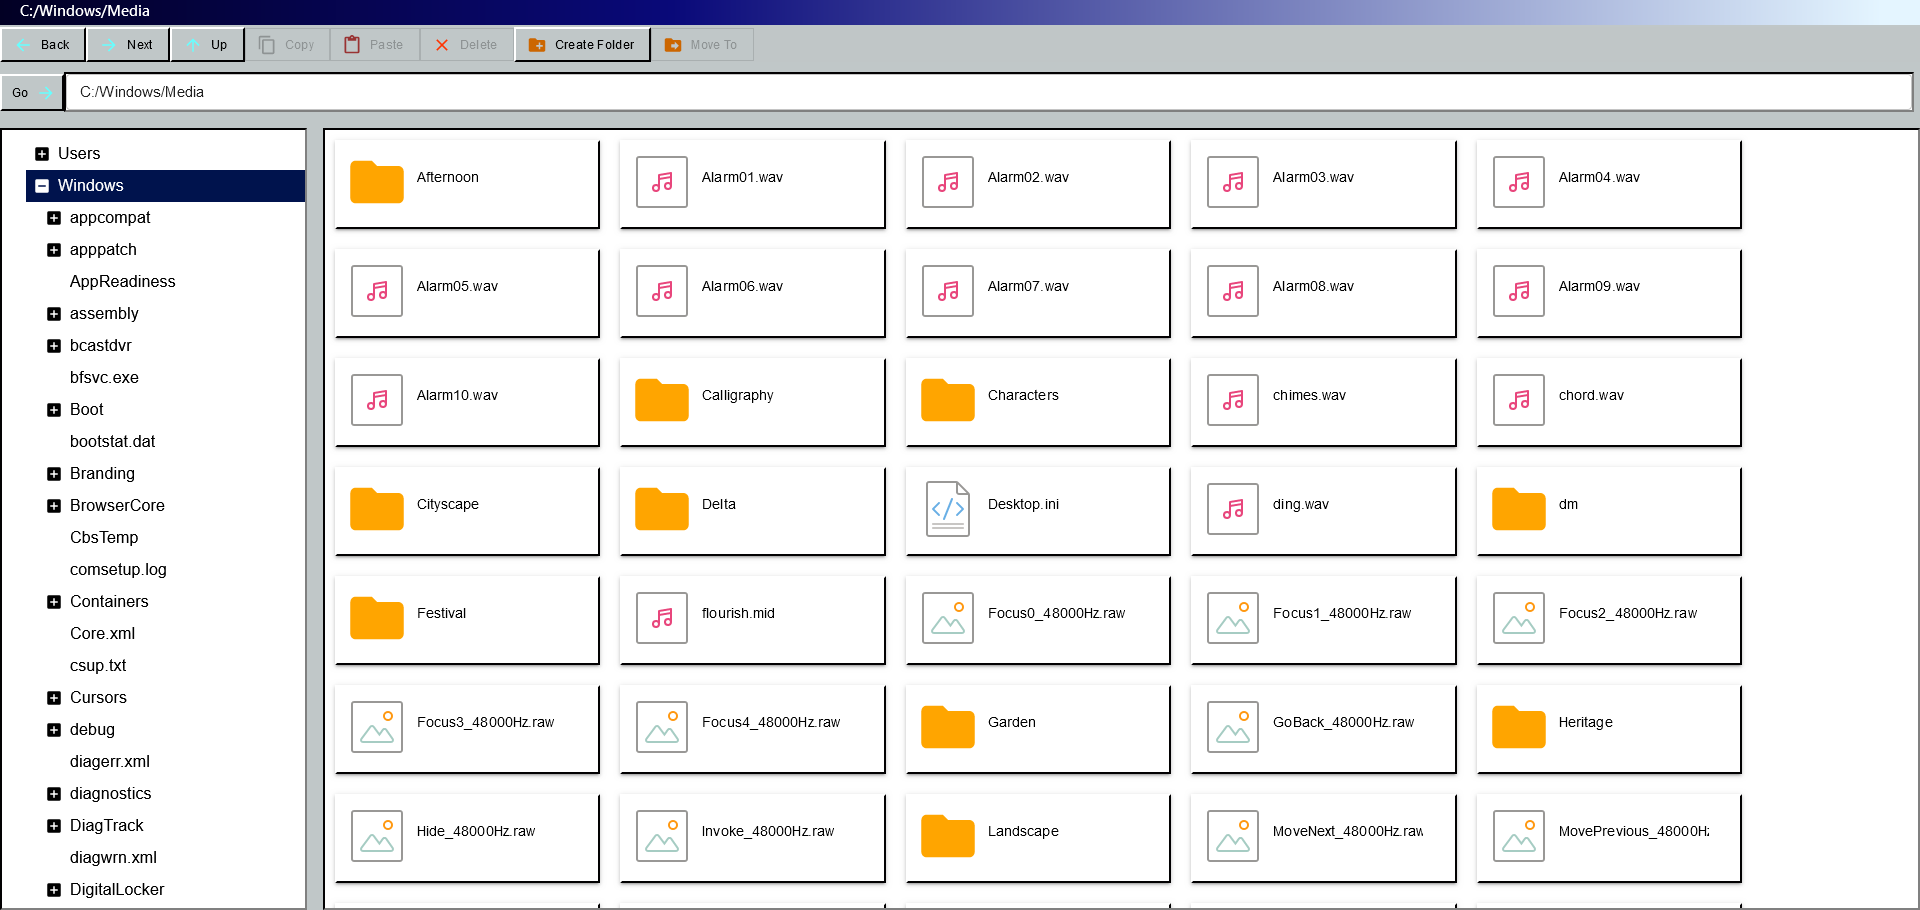 C:/Windows/Media
Back Next Up Copy Paste Delete Create Folder Move To
Go C:/Windows/Media
Users
Windows
appcompat
apppatch
AppReadiness
assembly
bcastdvr
bfsvc.exe
Boot
bootstat.dat
Branding
BrowserCore
CbsTemp
comsetup.log
Containers
Core.xml
csup.txt
Cursors
debug
diagerr.xml
diagnostics
DiagTrack
diagwrn.xml
DigitalLocker
Afternoon Alarm01.wav Alarm02.wav Alarm03.wav Alarm04.wav
Alarm05.wav Alarm06.wav Alarm07.wav Alarm08.wav Alarm09.wav
Alarm10.wav Calligraphy Characters chimes.wav chord.wav
Cityscape Delta Desktop.ini ding.wav dm
Festival flourish.mid Focus0_48000Hz.raw Focus1_48000Hz.raw Focus2_48000Hz.raw
Focus3_48000Hz.raw Focus4_48000Hz.raw Garden GoBack_48000Hz.raw Heritage
Hide_48000Hz.raw Invoke_48000Hz.raw Landscape MoveNext_48000Hz.raw MovePrevious_48000Hz